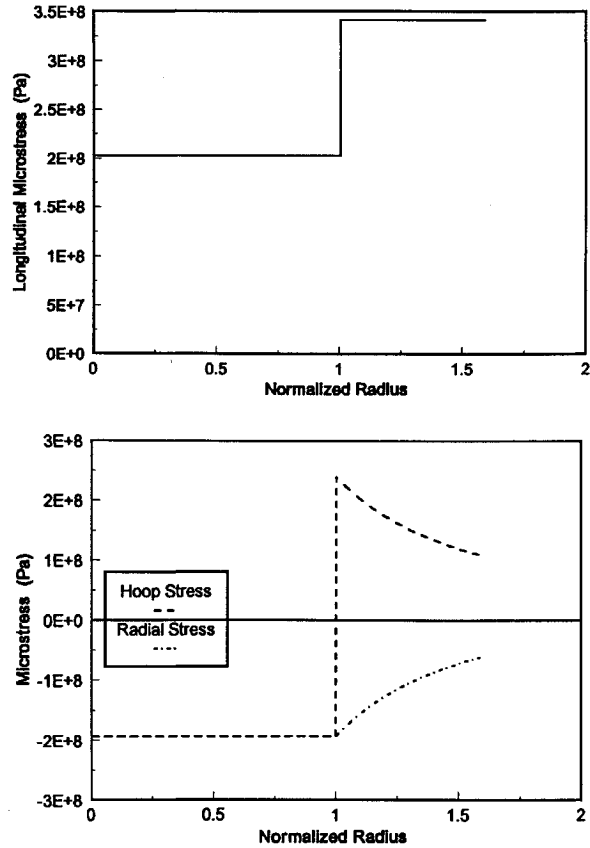 3.5E+8
3E+8
2.5E+8
2E+8
1.5E+8
1E+8
5E+7
0E+0
Longitudinal Microstress (Pa)
0
0.5
1
1.5
2
Normalized Radius
3E+8
2E+8
1E+8
0E+0
-1E+8
-2E+8
-3E+8
Microstress (Pa)
Hoop Stress
Radial Stress
0
0.5
1
1.5
2
Normalized Radius